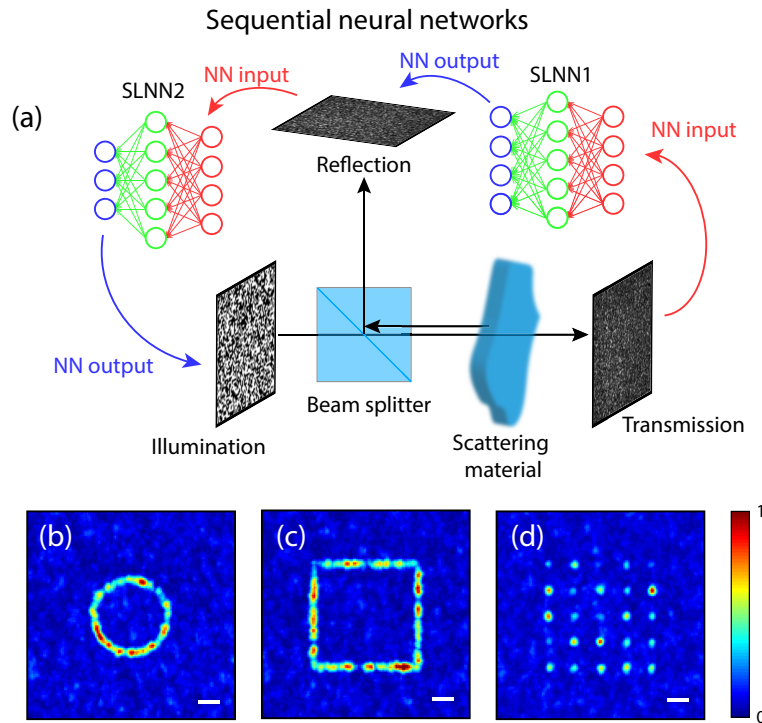 Sequential neural networks
(a)
SLNN2
NN input
NN output
SLNN1
NN input
Reflection
NN output
Illumination
Beam splitter
Scattering
material
Transmission
(b)
(c)
(d)
1
0